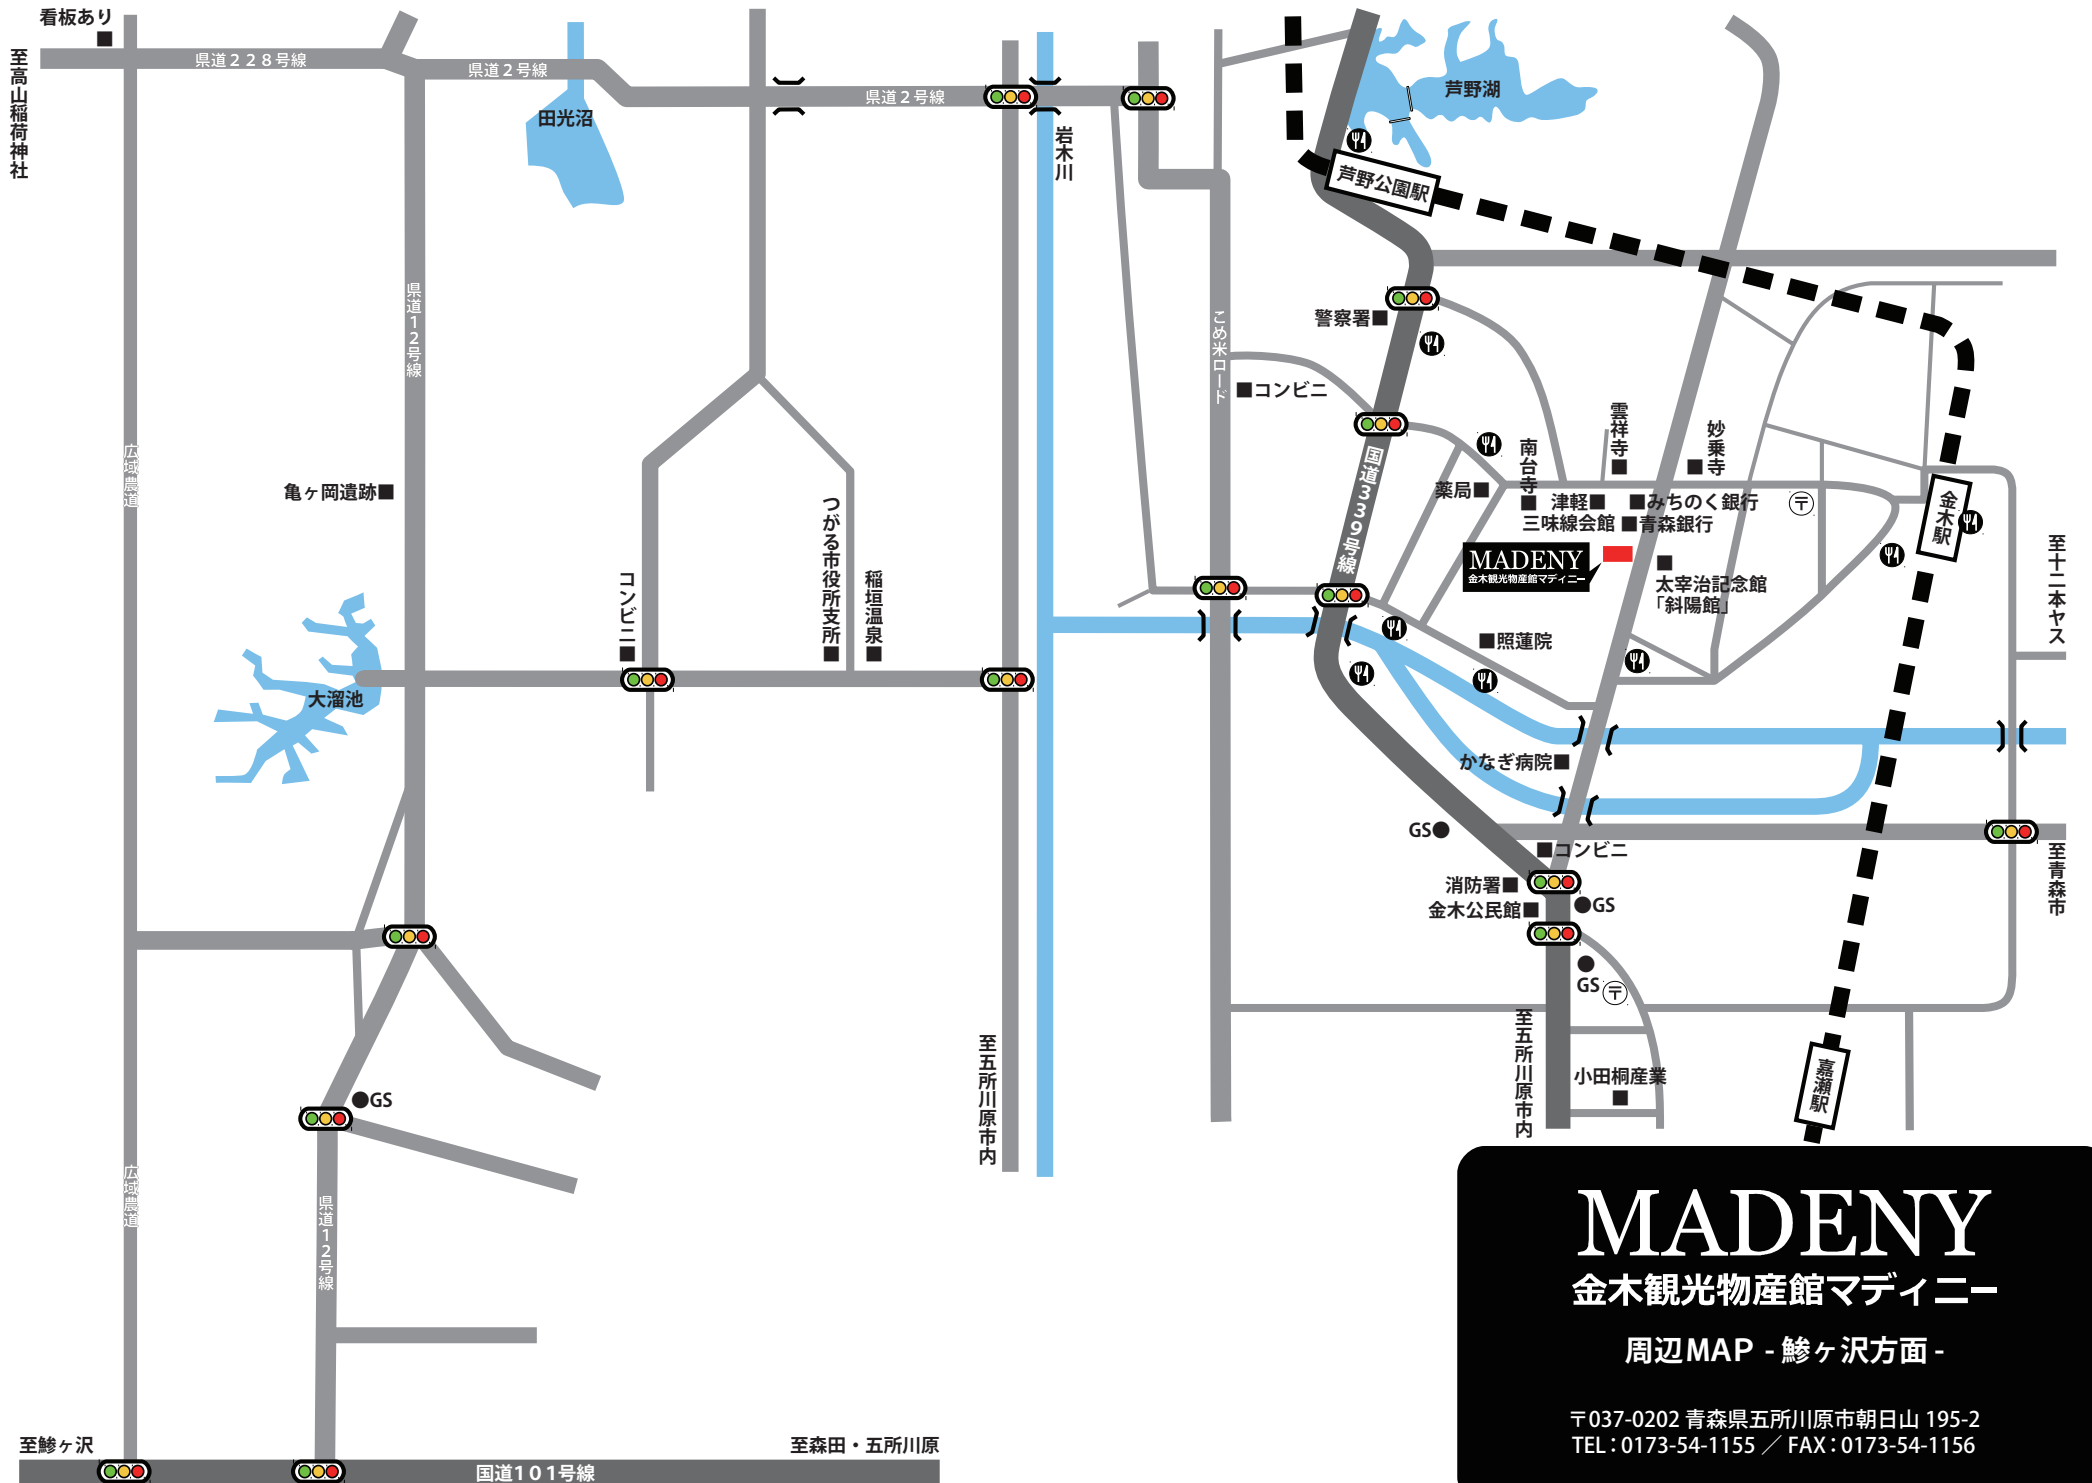 看板あり
至高山稲荷神社
県道２２８号線
県道２号線
田光沼
県道２号線
岩木川
芦野湖
芦野公園駅
県道１２号線
広域農道
こめ米ロード
警察署
コンビニ
国道３３９号線
薬局
南台寺
雲祥寺
妙乗寺
津軽
三味線会館
みちのく銀行
青森銀行
〒
MADENY
金木観光物産館マディニー
太宰治記念館
「斜陽館」
金木駅
至十二本ヤス
亀ヶ岡遺跡
コンビニ
つがる市役所支所
稲垣温泉
大溜池
照蓮院
かなぎ病院
GS
コンビニ
消防署
金木公民館
GS
GS
〒
至青森市
至五所川原市内
至五所川原市内
小田桐産業
嘉瀬駅
GS
広域農道
県道１２号線
至鯵ヶ沢
至森田・五所川原
国道１０１号線
MADENY
金木観光物産館マディニー
周辺MAP - 鯵ヶ沢方面 -
〒037-0202 青森県五所川原市朝日山 195-2
TEL：0173-54-1155 ／ FAX：0173-54-1156